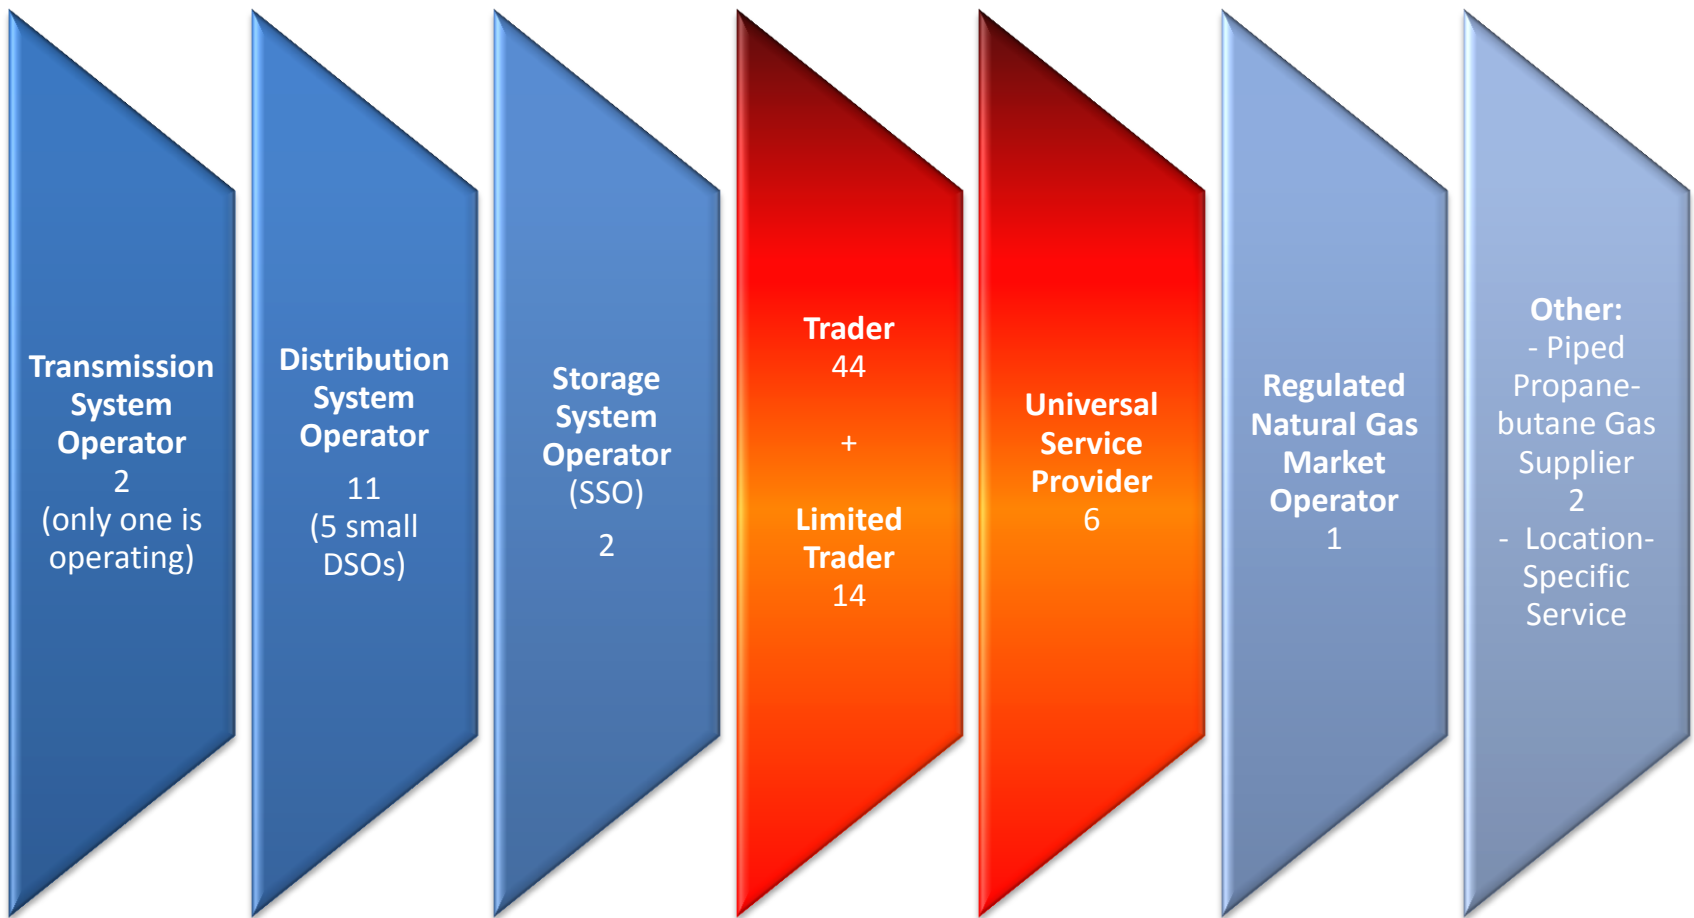 Transmission
System
Operator
2
(only one is
operating)
Distribution
System
Operator
11
(5 small
DSOs)
Storage
System
Operator
(SSO)
2
Trader
44
+
Limited
Trader
14
Universal
Service
Provider
6
Regulated
Natural Gas
Market
Operator
1
Other:
- Piped
Propane-
butane Gas
Supplier
2
- Location-
Specific
Service